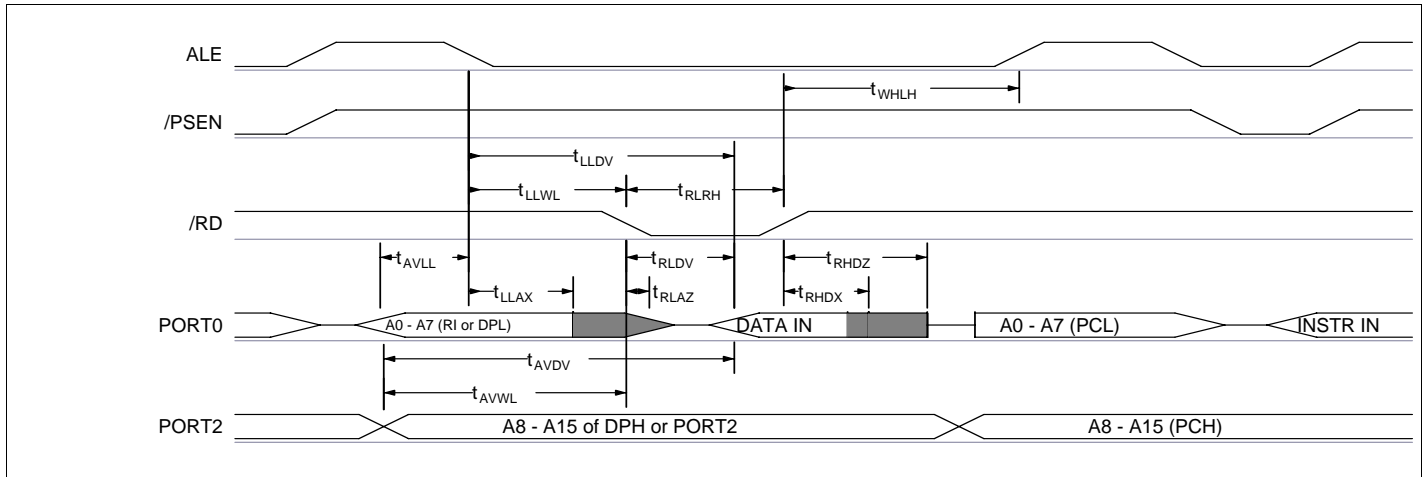 ALE
tWHLH
/PSEN
tLLDV
tLLWL tRLRH
/RD
tAVLL tRLDV tRHDZ
tLLAX tRLAZ tRHDX
PORT0 A0 - A7 (RI or DPL) DATA IN A0 - A7 (PCL) INSTR IN
tAVDV
tAVWL
PORT2 A8 - A15 of DPH or PORT2 A8 - A15 (PCH)